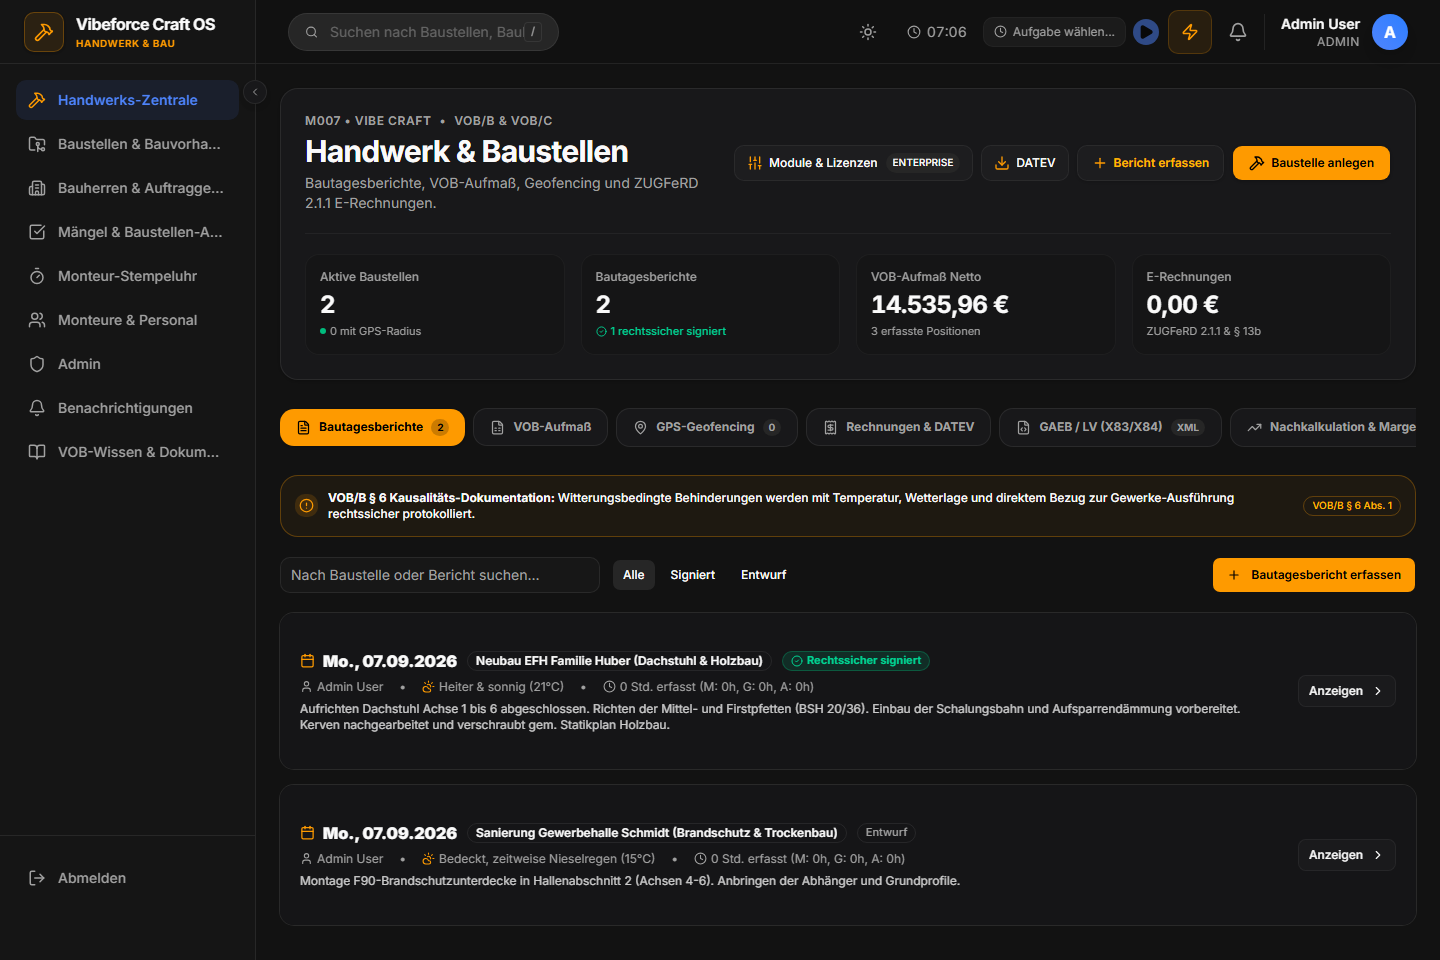 Vibeforce Craft OS
HANDWERK & BAU
Suchen nach Baustellen, Bau
/
07:06
Aufgabe wählen...
Admin User
ADMIN
A
Handwerks-Zentrale
Baustellen & Bauvorha...
Bauherren & Auftragge...
Mängel & Baustellen-A...
Monteur-Stempeluhr
Monteure & Personal
Admin
Benachrichtigungen
VOB-Wissen & Dokum...
Abmelden
M007 • VIBE CRAFT • VOB/B & VOB/C
Handwerk & Baustellen
Bautagesberichte, VOB-Aufmaß, Geofencing und ZUGFeRD
2.1.1 E-Rechnungen.
Module & Lizenzen ENTERPRISE
DATEV
Bericht erfassen
Baustelle anlegen
Aktive Baustellen
2
0 mit GPS-Radius
Bautagesberichte
2
1 rechtssicher signiert
VOB-Aufmaß Netto
14.535,96 €
3 erfasste Positionen
E-Rechnungen
0,00 €
ZUGFeRD 2.1.1 & § 13b
Bautagesberichte 2
VOB-Aufmaß
GPS-Geofencing 0
Rechnungen & DATEV
GAEB / LV (X83/X84) XML
Nachkalkulation & Marge
VOB/B § 6 Kausalitäts-Dokumentation: Witterungsbedingte Behinderungen werden mit Temperatur, Wetterlage und direktem Bezug zur Gewerke-Ausführung
rechtssicher protokolliert.
VOB/B § 6 Abs. 1
Nach Baustelle oder Bericht suchen...
Alle
Signiert
Entwurf
Bautagesbericht erfassen
Mo., 07.09.2026 Neubau EFH Familie Huber (Dachstuhl & Holzbau) Rechtssicher signiert
Admin User • Heiter & sonnig (21°C) • 0 Std. erfasst (M: 0h, G: 0h, A: 0h)
Aufrichten Dachstuhl Achse 1 bis 6 abgeschlossen. Richten der Mittel- und Firstpfetten (BSH 20/36). Einbau der Schalungsbahn und Aufsparrendämmung vorbereitet.
Kerven nachgearbeitet und verschraubt gem. Statikplan Holzbau.
Anzeigen
Mo., 07.09.2026 Sanierung Gewerbehalle Schmidt (Brandschutz & Trockenbau) Entwurf
Admin User • Bedeckt, zeitweise Nieselregen (15°C) • 0 Std. erfasst (M: 0h, G: 0h, A: 0h)
Montage F90-Brandschutzunterdecke in Hallenabschnitt 2 (Achsen 4-6). Anbringen der Abhänger und Grundprofile.
Anzeigen